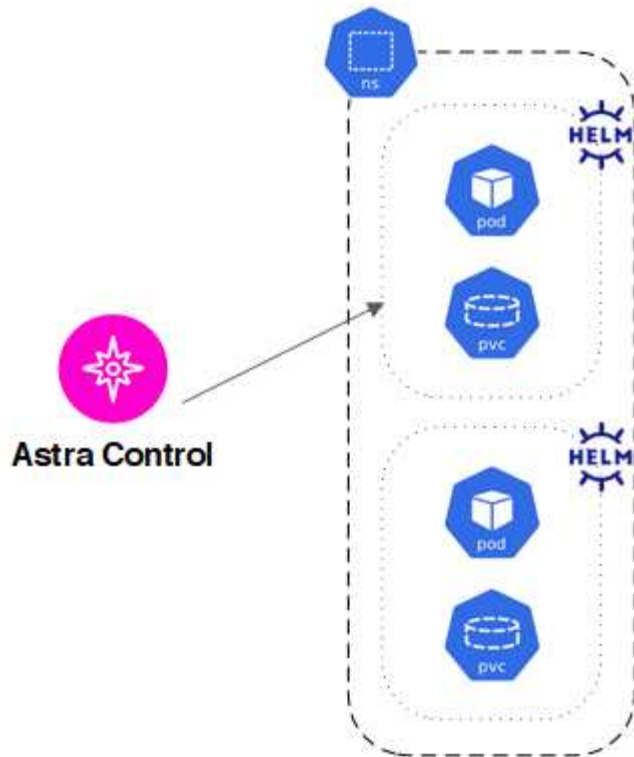 ns
HELM
pod
pvc
Astra Control
HELM
pod
pvc